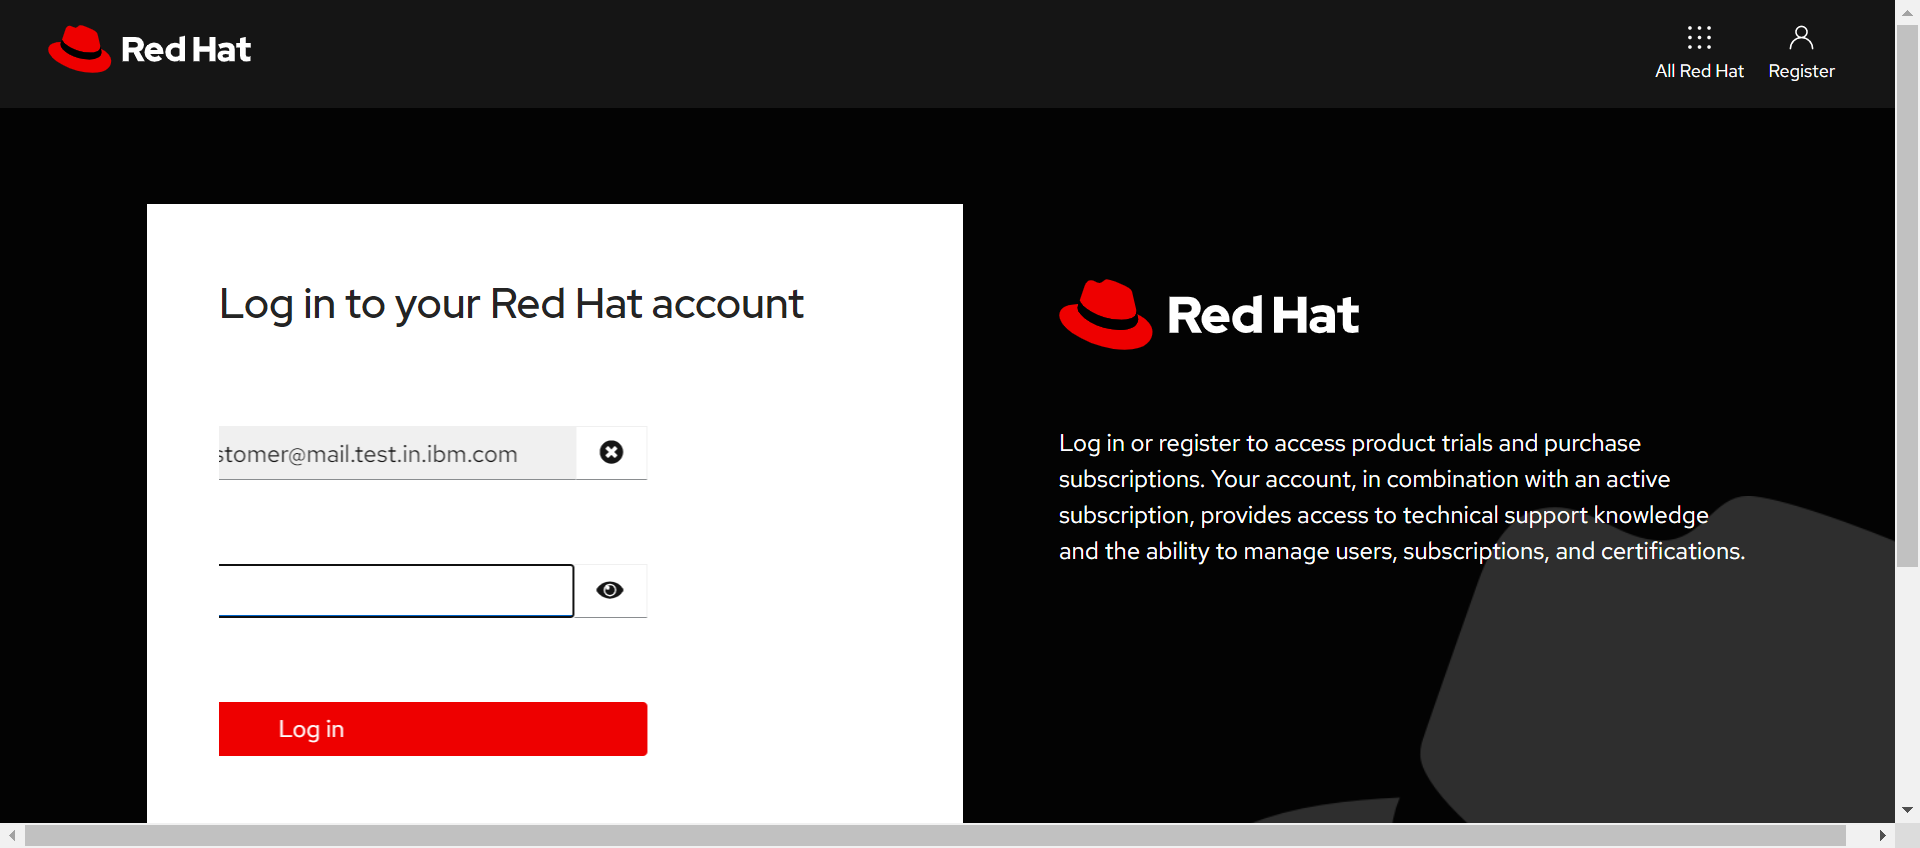 Red Hat
All Red Hat
Register
Log in to your Red Hat account
stomer@mail.test.in.ibm.com
Log in
Red Hat
Log in or register to access product trials and purchase
subscriptions. Your account, in combination with an active
subscription, provides access to technical support knowledge
and the ability to manage users, subscriptions, and certifications.